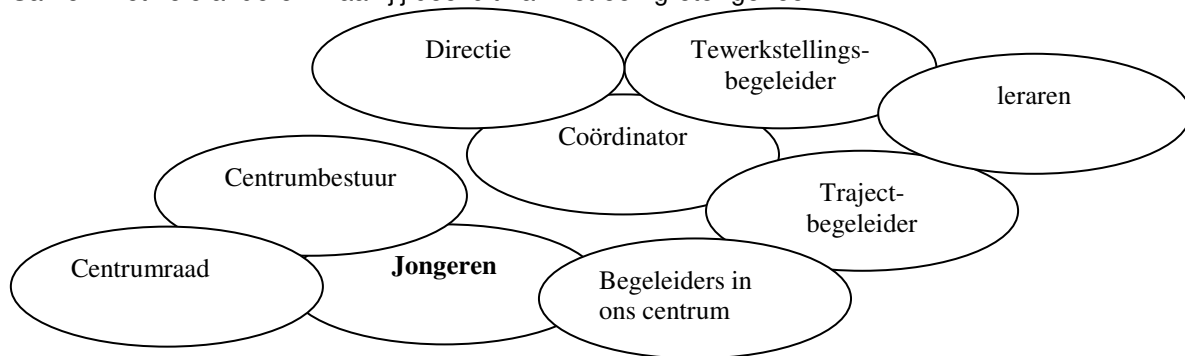 Directie
Tewerkstellings-
begeleider
leraren
Coördinator
Centrumbestuur
Traject-
begeleider
Centrumraad
Jongeren
Begeleiders in
ons centrum